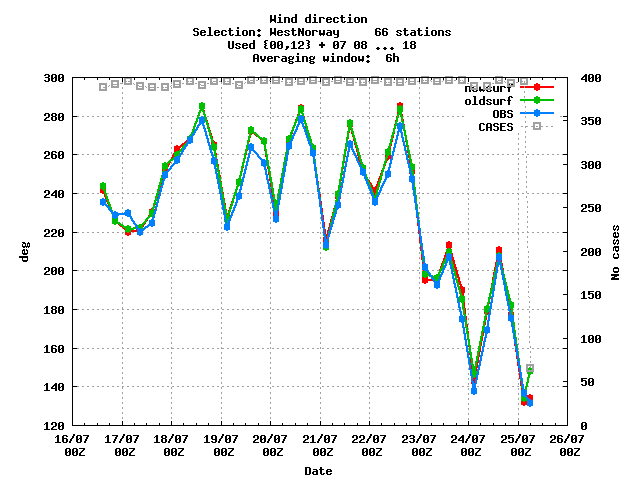 Wind direction
Selection: WestNorway 66 stations
Used {00,12} + 07 08 ... 18
Averaging window: 6h
300 280 260 240 220 200 180 160 140 120
deg
400 350 300 250 200 150 100 50 0
No cases
newsurf
oldsurf
OBS
CASES
16/07 17/07 18/07 19/07 20/07 21/07 22/07 23/07 24/07 25/07 26/07
00Z 00Z 00Z 00Z 00Z 00Z 00Z 00Z 00Z 00Z 00Z
Date